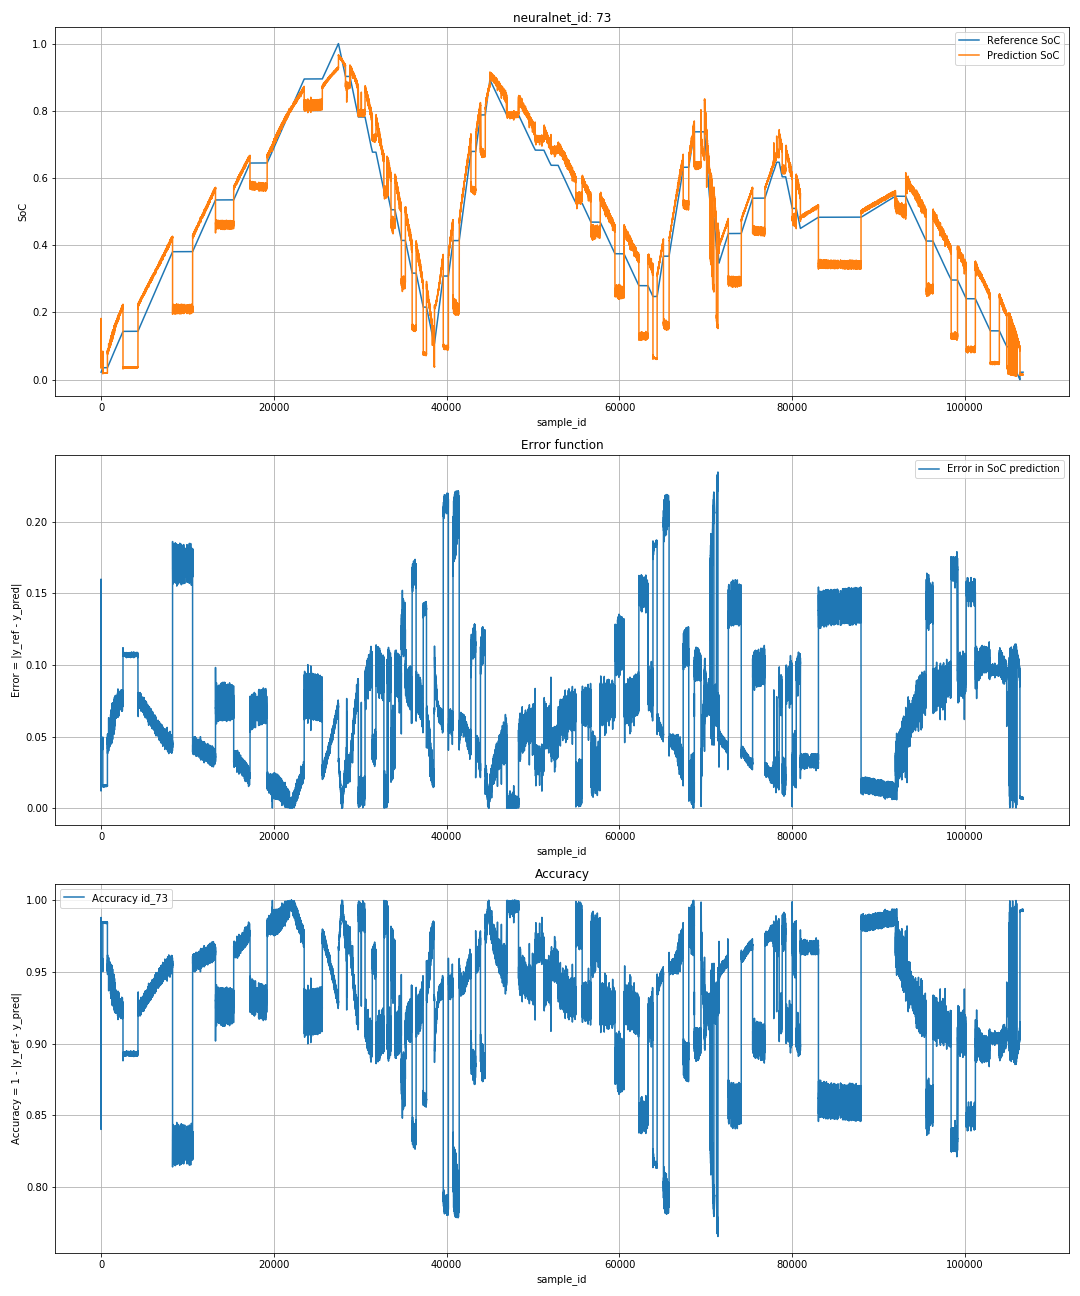 neuralnet_id: 73
1.0
0.8
0.6
0.4
0.2
0.0
SoC
Reference SoC
Prediction SoC
0 20000 40000 60000 80000 100000
sample_id
Error function
0.20
0.15
0.10
0.05
0.00
Error = |y_ref - y_pred|
Error in SoC prediction
0 20000 40000 60000 80000 100000
sample_id
Accuracy
1.00
0.95
0.90
0.85
0.80
Accuracy = 1 - |y_ref - y_pred|
Accuracy id_73
0 20000 40000 60000 80000 100000
sample_id